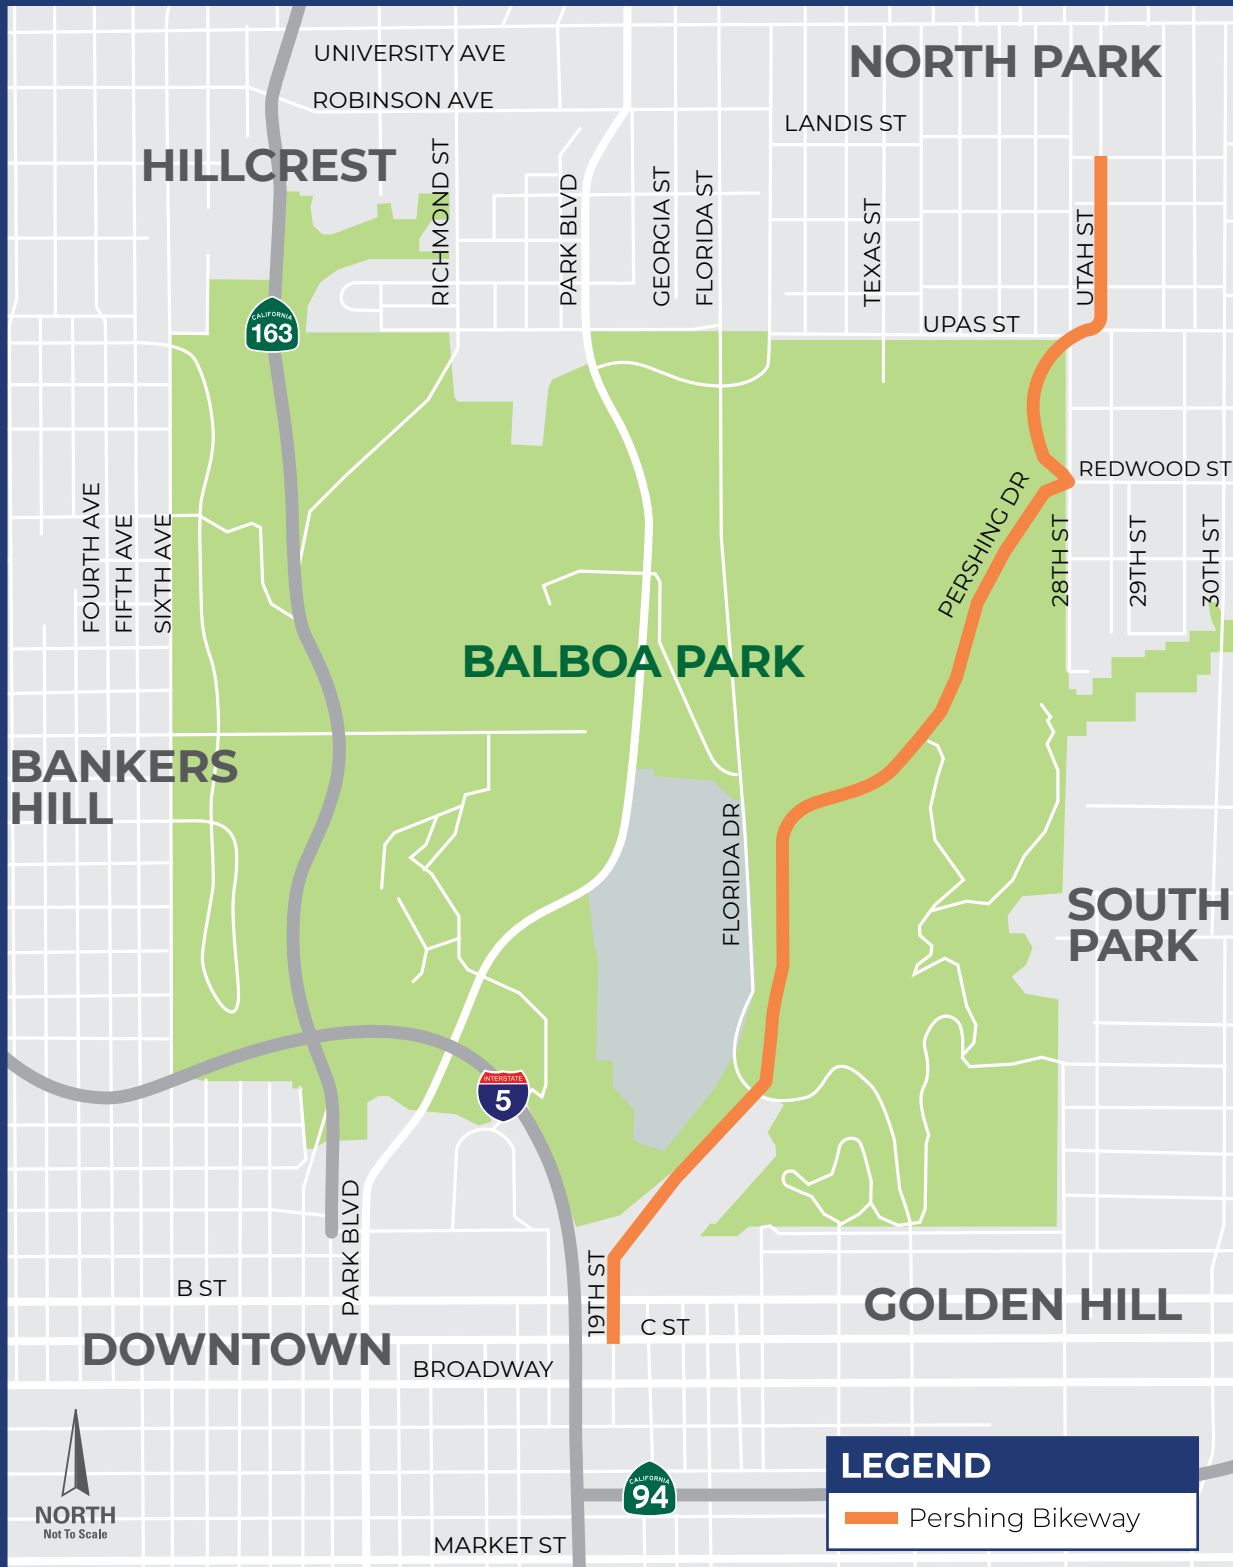 UNIVERSITY AVE
NORTH PARK
ROBINSON AVE
LANDIS ST
HILLCREST
RICHMOND ST
PARK BLVD
GEORGIA ST
FLORIDA ST
TEXAS ST
UTAH ST
CALIFORNIA
163
UPAS ST
REDWOOD ST
PERSHING DR
FOURTH AVE
FIFTH AVE
SIXTH AVE
28TH ST
29TH ST
30TH ST
BALBOA PARK
BANKERS
HILL
FLORIDA DR
SOUTH
PARK
INTERSTATE
5
PARK BLVD
19TH ST
B ST
GOLDEN HILL
C ST
DOWNTOWN
BROADWAY
LEGEND
Pershing Bikeway
CALIFORNIA
94
NORTH
Not To Scale
MARKET ST